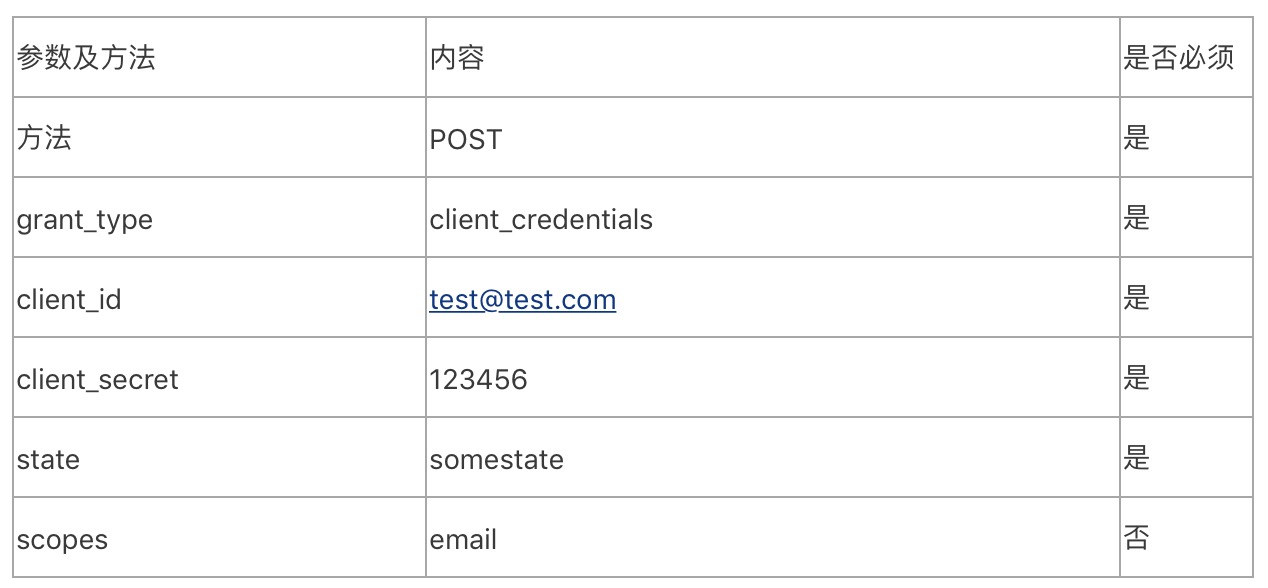 参数及方法 内容 是否必须
方法 POST 是
grant_type client_credentials 是
client_id test@test.com 是
client_secret 123456 是
state somestate 是
scopes email 否